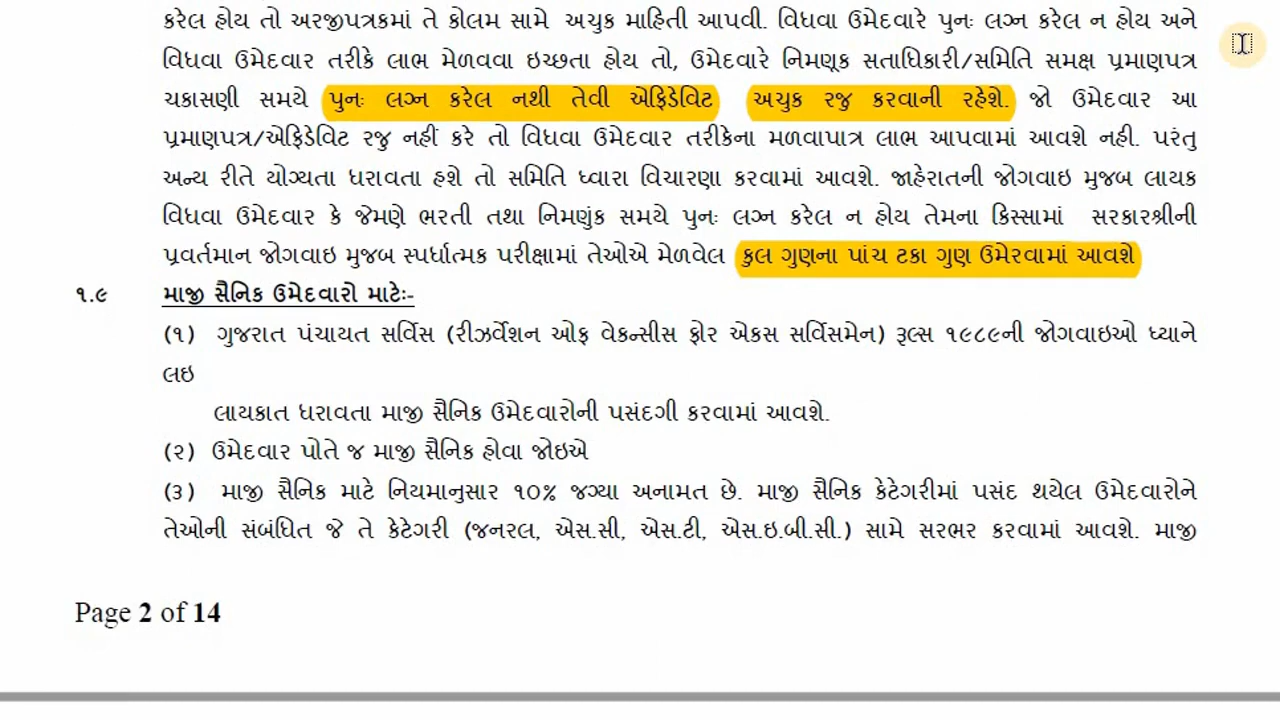 કરેલ હોય તો અરજીપત્રકમાં તે કોલમ સામે અચુક માહિતી આપવી. વિધવા ઉમેદવારે પુનઃ લગ્ન કરેલ ન હોય અને
વિધવા ઉમેદવાર તરીકે લાભ મેળવવા ઇચ્છતા હોય તો, ઉમેદવારે નિમણૂક સતાધિકારી/સમિતિ સમક્ષ પ્રમાણપત્ર
ચકાસણી સમયે પુનઃ લગ્ન કરેલ નથી તેવી એફિડેવિટ અચુક રજુ કરવાની રહેશે. જો ઉમેદવાર આ
પ્રમાણપત્ર/એફિડેવિટ રજુ નહીં કરે તો વિધવા ઉમેદવાર તરીકેના મળવાપાત્ર લાભ આપવામાં આવશે નહી. પરંતુ
અન્ય રીતે યોગ્યતા ધરાવતા હશે તો સમિતિ ધ્વારા વિચારણા કરવામાં આવશે. જાહેરાતની જોગવાઇ મુજબ લાયક
વિધવા ઉમેદવાર કે જેમણે ભરતી તથા નિમણુંક સમયે પુનઃ લગ્ન કરેલ ન હોય તેમના કિસ્સામાં સરકારશ્રીની
પ્રવર્તમાન જોગવાઇ મુજબ સ્પર્ધાત્મક પરીક્ષામાં તેઓએ મેળવેલ કુલ ગુણના પાંચ ટકા ગુણ ઉમેરવામાં આવશે
૧.૯ માજી સૈનિક ઉમેદવારો માટેઃ-
(૧) ગુજરાત પંચાયત સર્વિસ (રીઝર્વેશન ઓફ વેકન્સીસ ફોર એકસ સર્વિસમેન) રૂલ્સ ૧૯૮૯ની જોગવાઇઓ ધ્યાને
લઇ
લાયકાત ધરાવતા માજી સૈનિક ઉમેદવારોની પસંદગી કરવામાં આવશે.
(૨) ઉમેદવાર પોતે જ માજી સૈનિક હોવા જોઇએ
(૩) માજી સૈનિક માટે નિયમાનુસાર ૧૦% જગ્યા અનામત છે. માજી સૈનિક કેટેગરીમાં પસંદ થયેલ ઉમેદવારોને
તેઓની સંબંધિત જે તે કેટેગરી (જનરલ, એસ.સી, એસ.ટી, એસ.ઇ.બી.સી.) સામે સરભર કરવામાં આવશે. માજી
Page 2 of 14